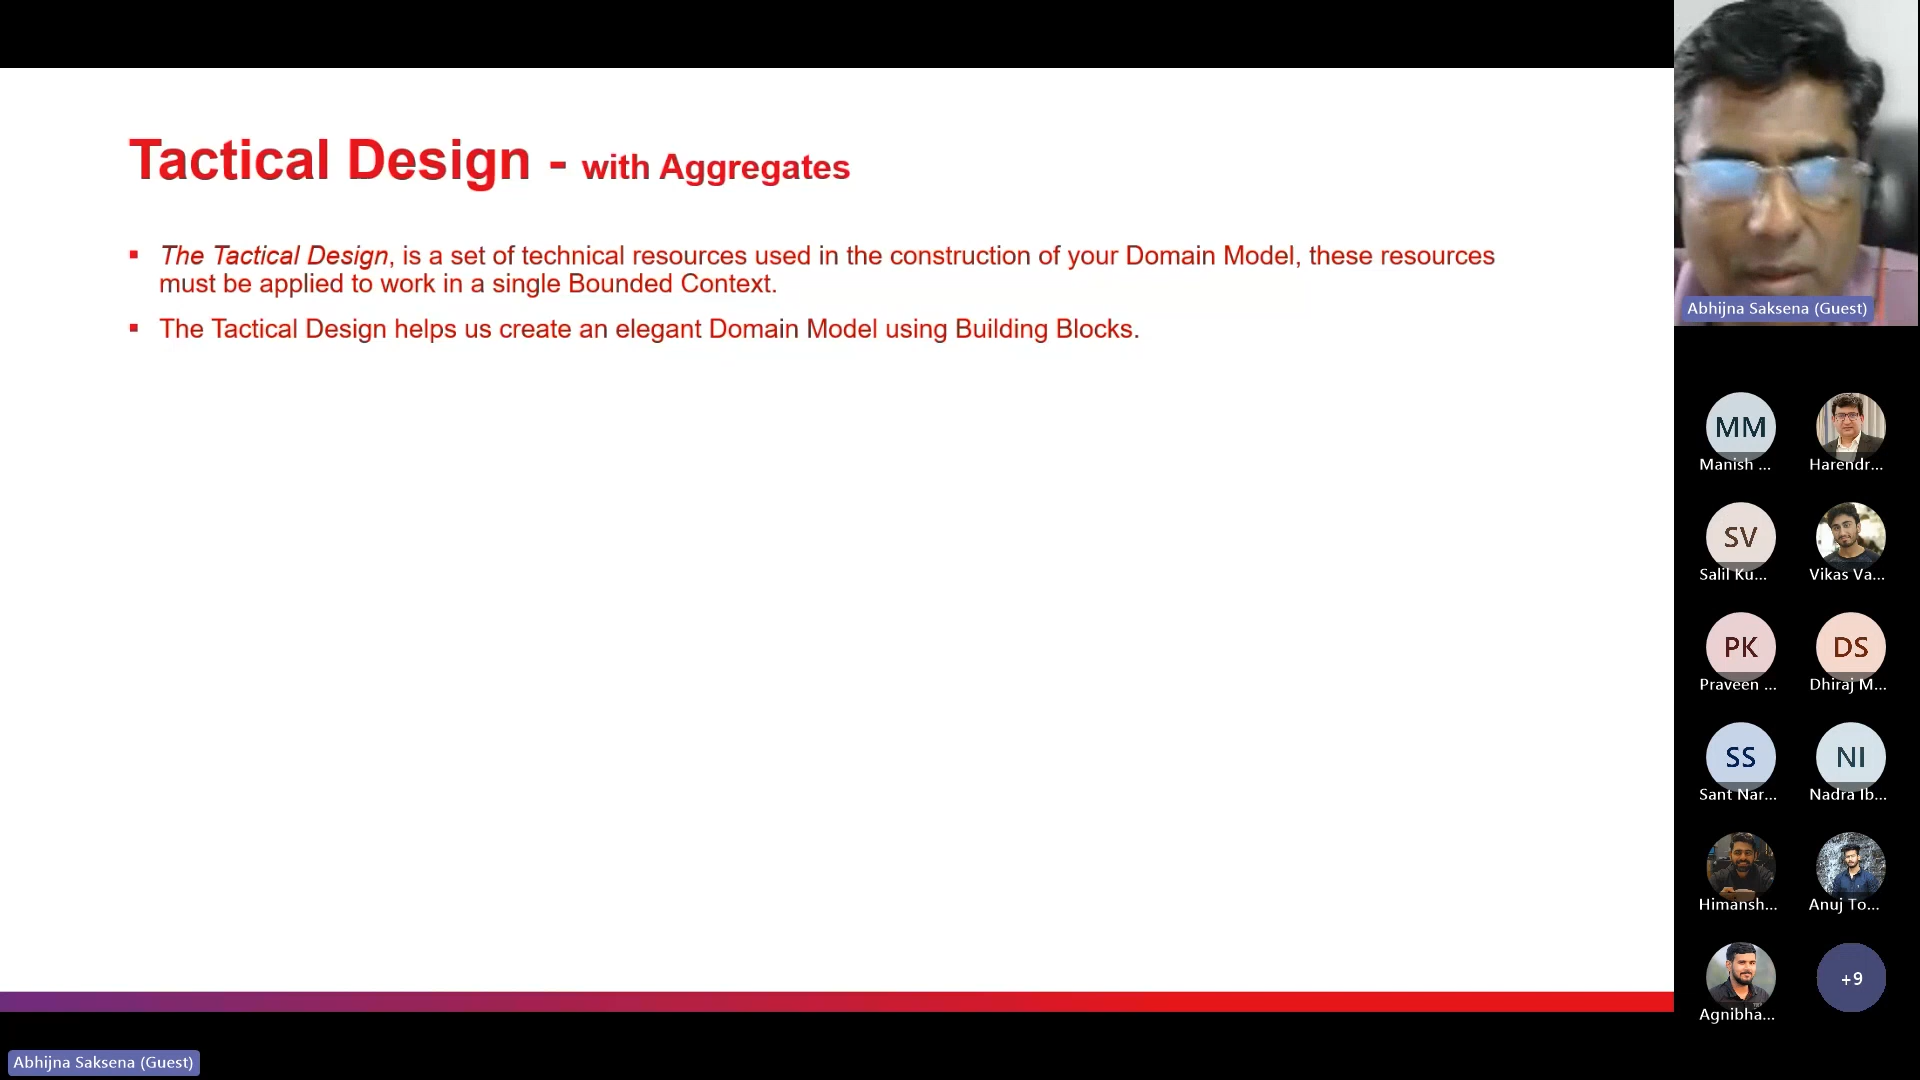 Tactical Design - with Aggregates
The Tactical Design, is a set of technical resources used in the construction of your Domain Model, these resources
must be applied to work in a single Bounded Context.
The Tactical Design helps us create an elegant Domain Model using Building Blocks.
Abhijna Saksena (Guest)
MM
Manish ...
Harendr...
SV
Salil Ku...
Vikas Va...
PK
Praveen ...
DS
Dhiraj M...
SS
Sant Nar...
NI
Nadra Ib...
Himansh...
Anuj To...
Agnibha...
+9
Abhijna Saksena (Guest)